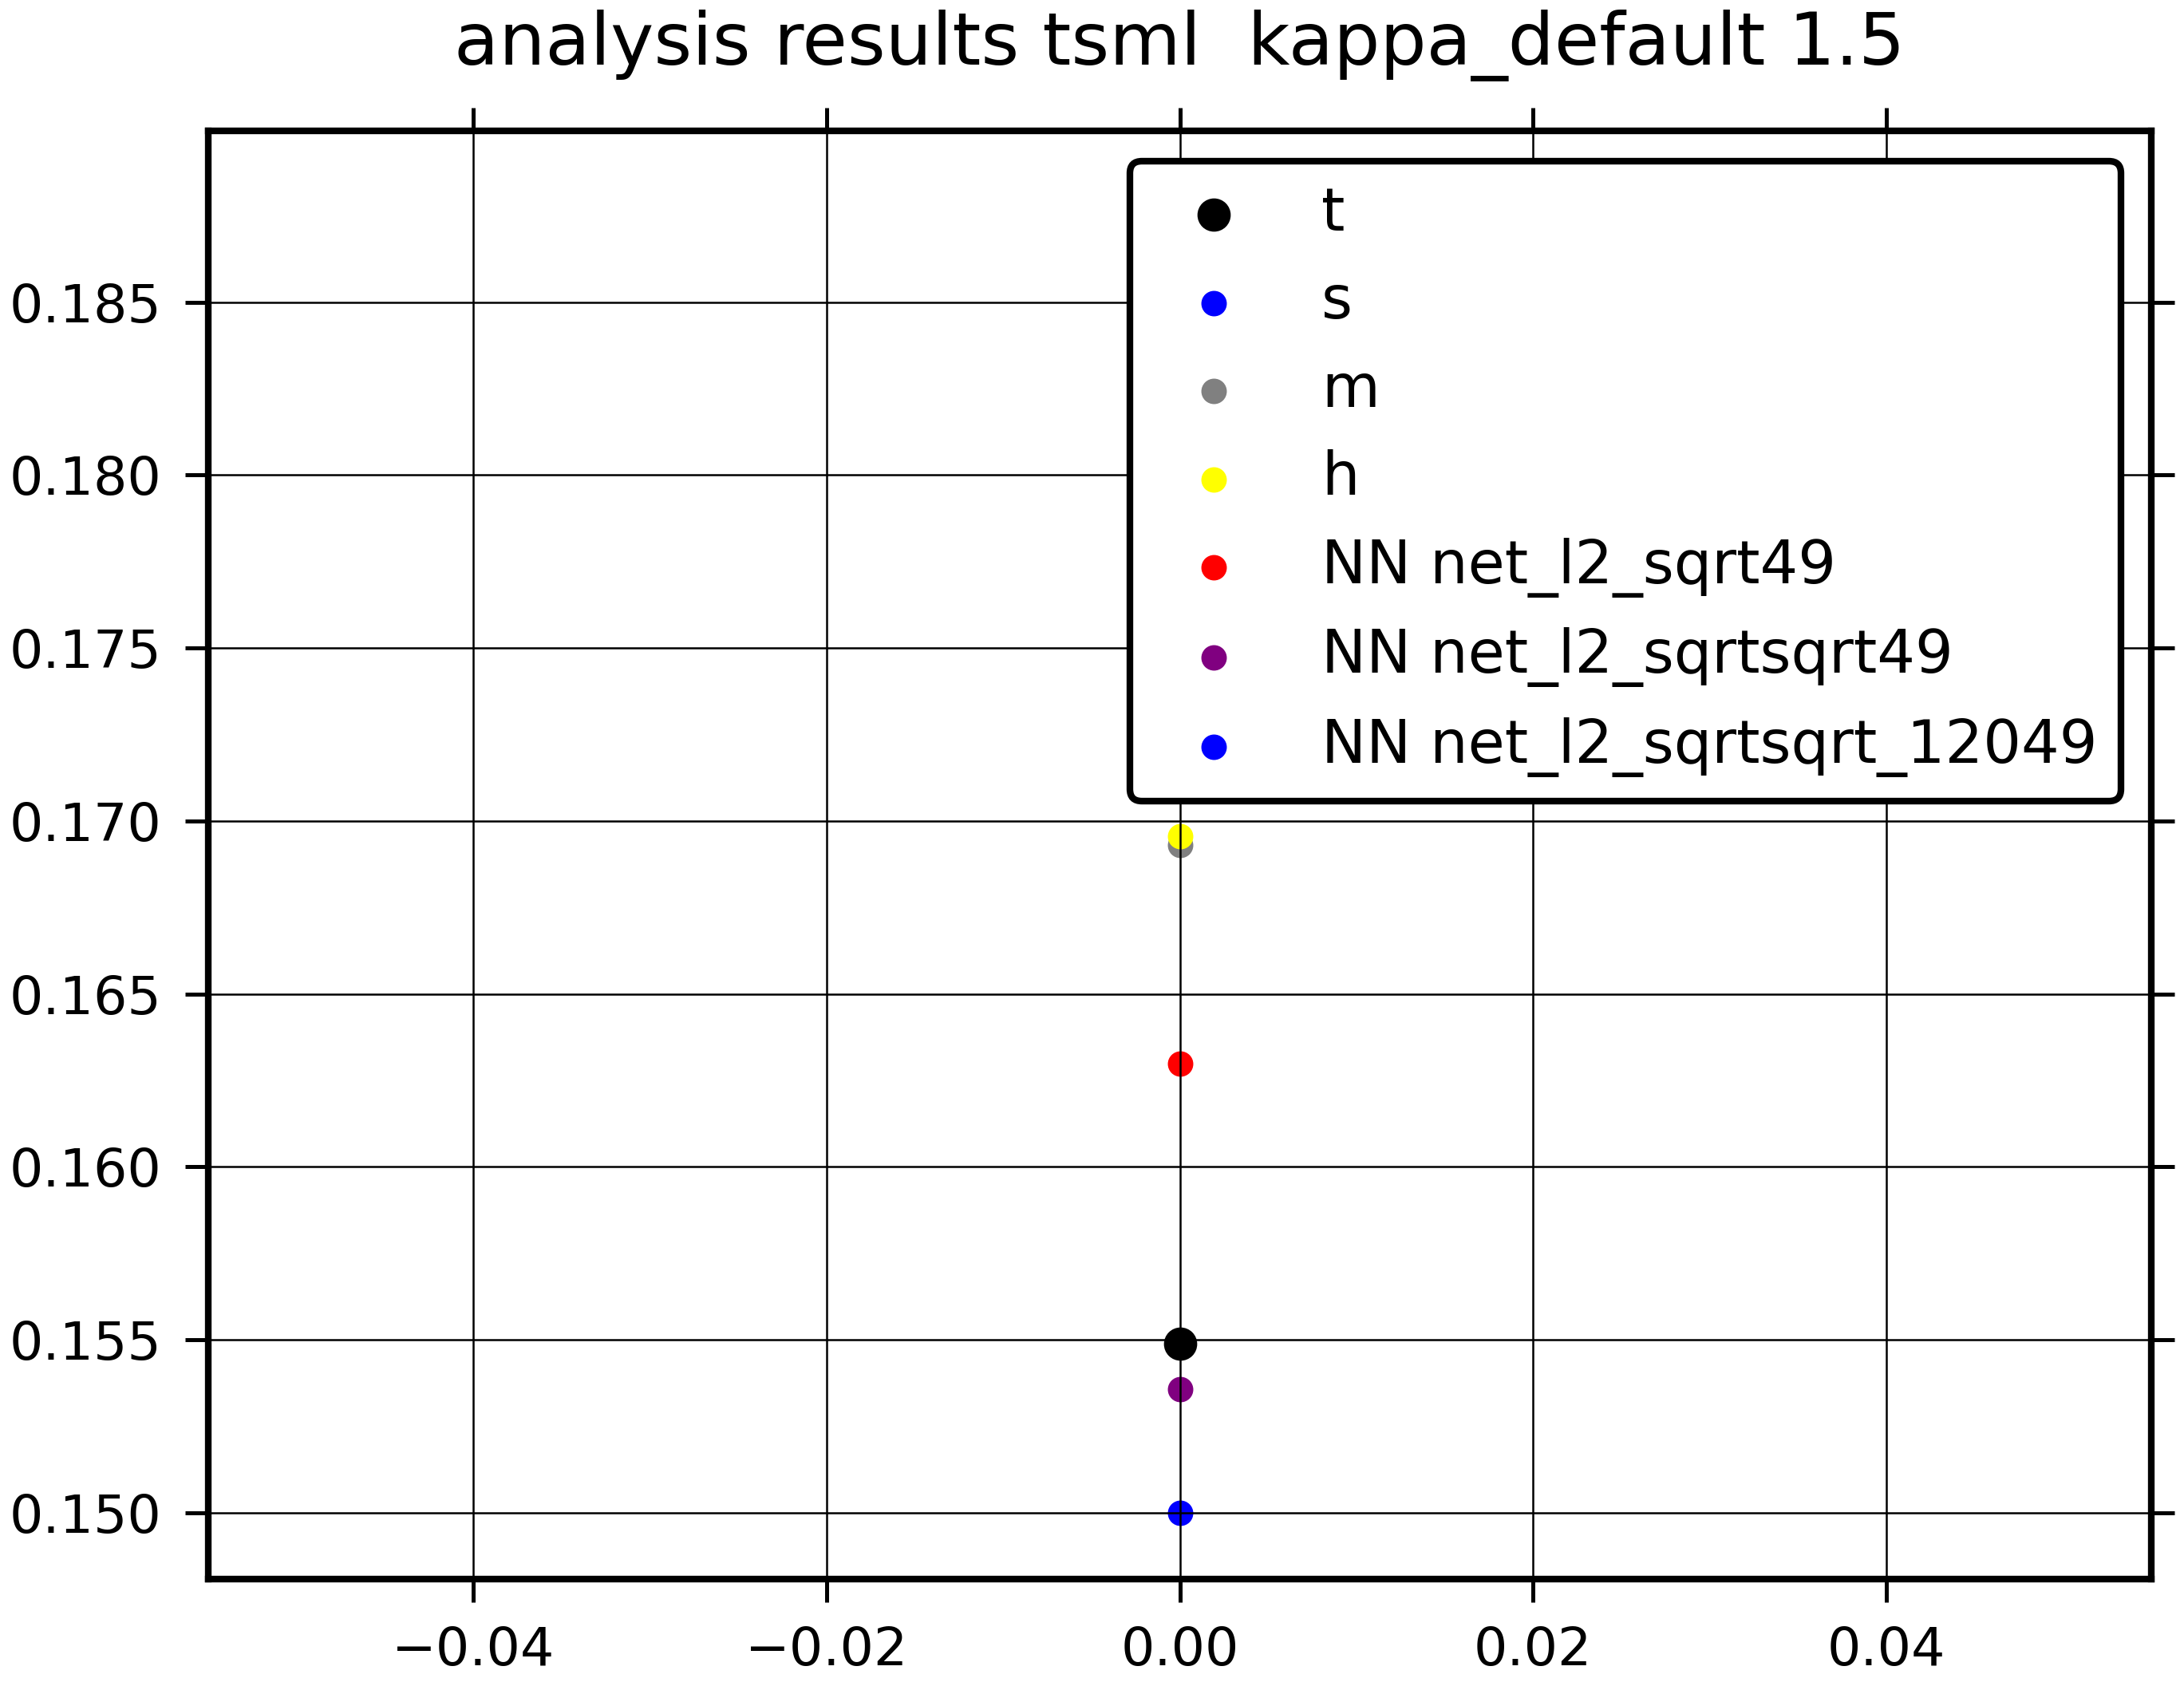 analysis results tsml kappa_default 1.5
t
s
m
h
NN net_l2_sqrt49
NN net_l2_sqrtsqrt49
NN net_l2_sqrtsqrt_12049
0.185
0.180
0.175
0.170
0.165
0.160
0.155
0.150
−0.04 −0.02 0.00 0.02 0.04